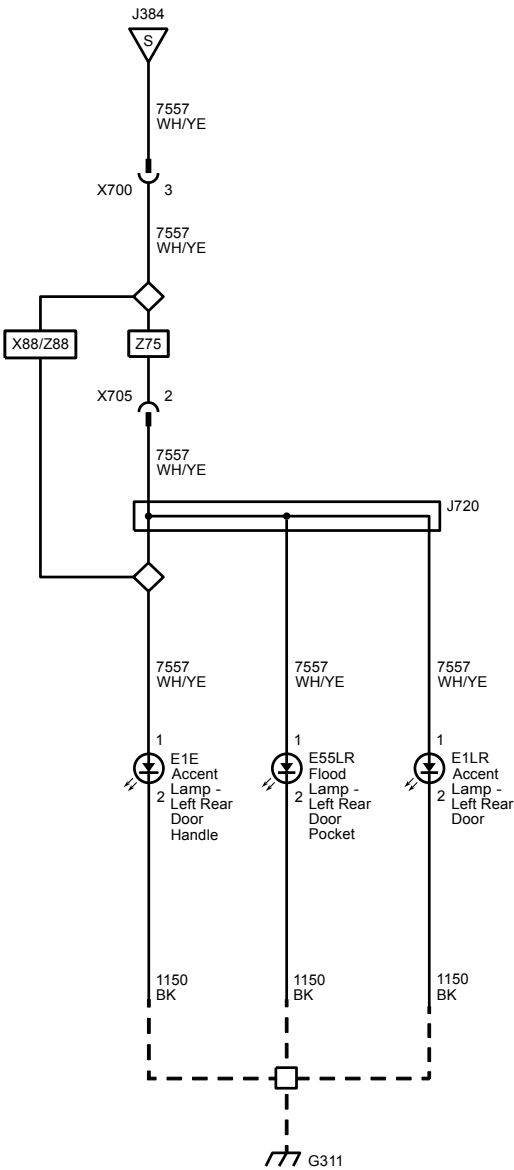 J384
S
7557
WH/YE
X700 3
7557
WH/YE
X88/Z88
Z75
X705 2
7557
WH/YE
J720
7557
WH/YE
7557
WH/YE
7557
WH/YE
1
E1E
Accent
Lamp -
2 Left Rear
Door
Handle
1
E55LR
Flood
Lamp -
2 Left Rear
Door
Pocket
1
E1LR
Accent
Lamp -
2 Left Rear
Door
1150
BK
1150
BK
1150
BK
G311